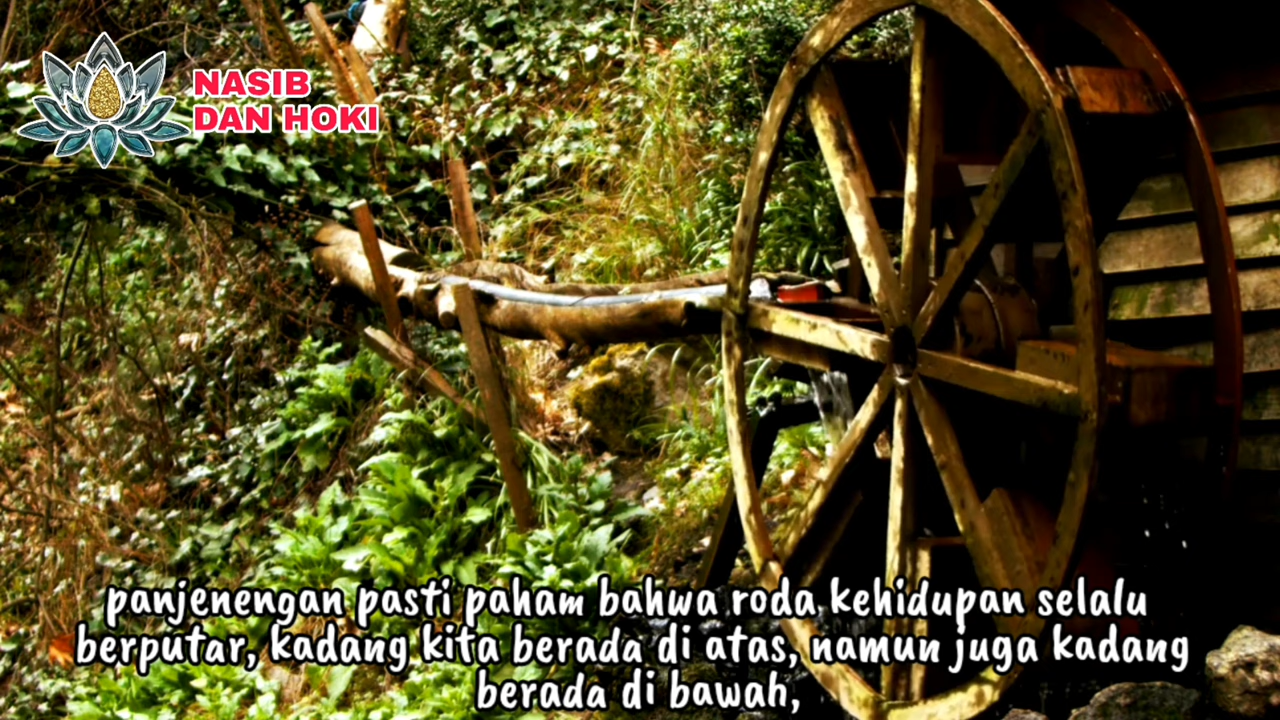 NASIB
DAN HOKI
panjenengan pasti paham bahwa roda kehidupan selalu
berputar, kadang kita berada di atas, namun juga kadang
berada di bawah,